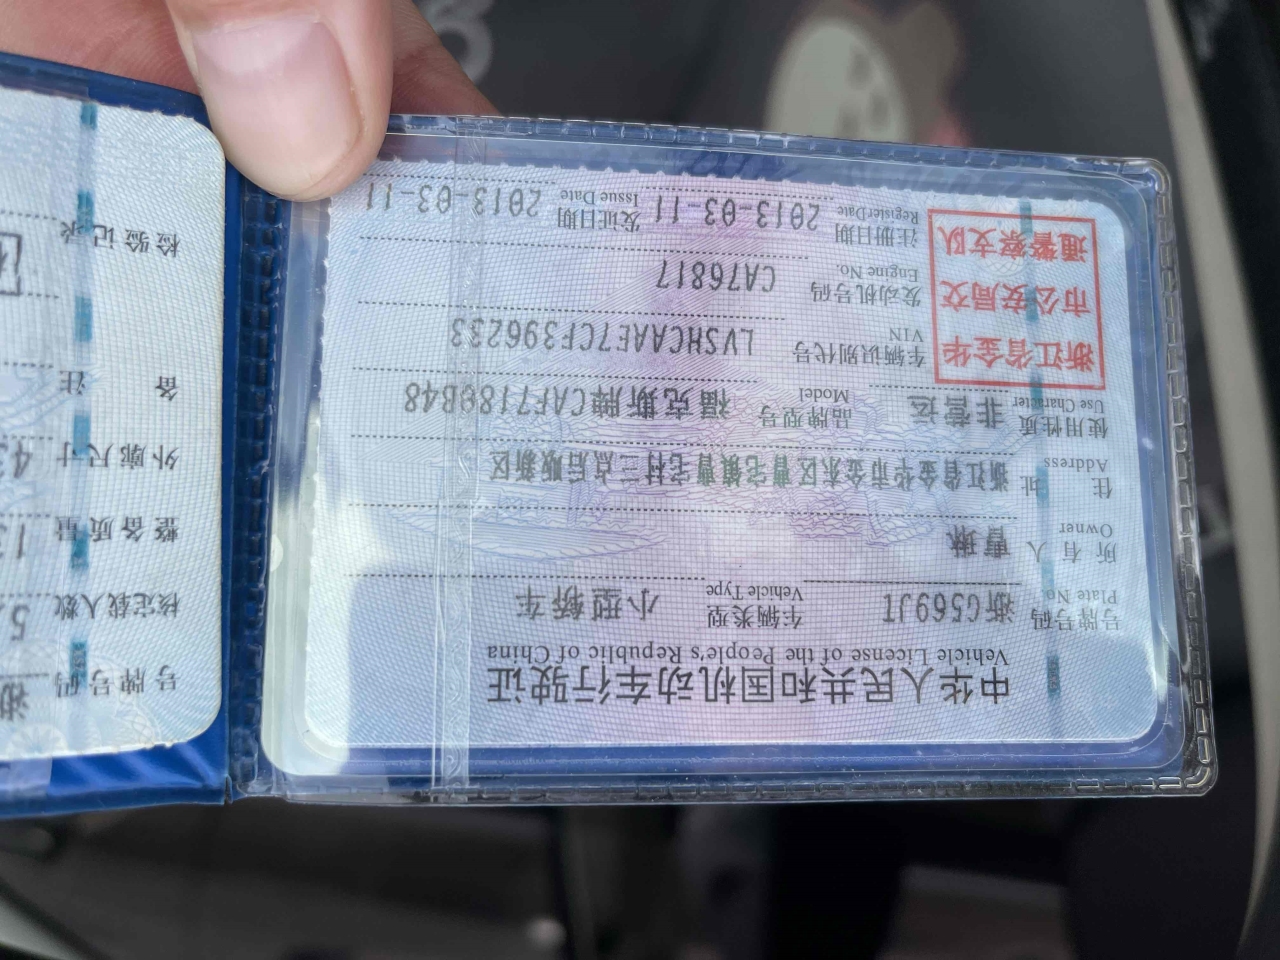 中华人民共和国机动车行驶证
Vehicle License of the People's Republic of China
号牌号码 浙G569J1 车辆类型 小型轿车
Plate No. Vehicle Type
所有人 曹琳
Owner
住址 浙江省金华市金东区曹宅镇曹宅村三点后畈新区
Address
使用性质 非营运 品牌型号 福克斯牌CAF7180B48
Use Character Model
浙江省金华
市公安局交
通警察支队
车辆识别代号 LVSHCAAE7CF396233
VIN
发动机号码 CA76817
Engine No.
注册日期 2013-03-11 发证日期 2013-03-11
Register Date Issue Date
号牌号码 浙
核定载人数 5
整备质量 13
外廓尺寸 43
备注
检验记录